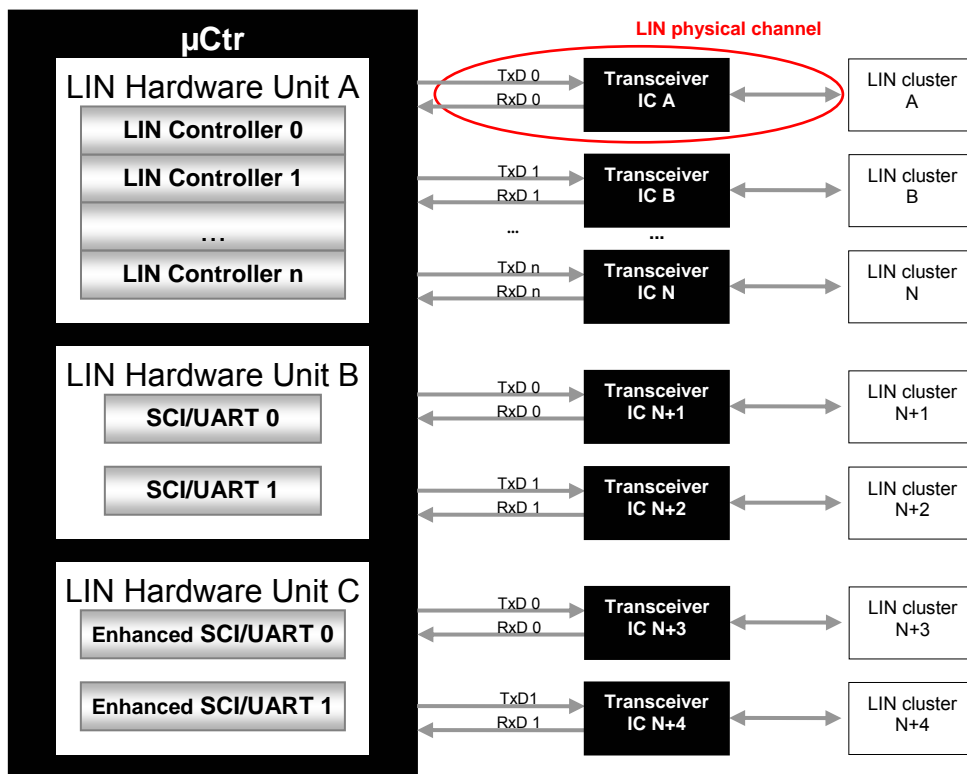 µCtr
LIN physical channel
LIN Hardware Unit A
LIN Controller 0
LIN Controller 1
...
LIN Controller n
TxD 0
RxD 0
Transceiver
IC A
LIN cluster
A
TxD 1
RxD 1
Transceiver
IC B
LIN cluster
B
...
...
TxD n
RxD n
Transceiver
IC N
LIN cluster
N
LIN Hardware Unit B
SCI/UART 0
SCI/UART 1
TxD 0
RxD 0
Transceiver
IC N+1
LIN cluster
N+1
TxD 1
RxD 1
Transceiver
IC N+2
LIN cluster
N+2
LIN Hardware Unit C
Enhanced SCI/UART 0
Enhanced SCI/UART 1
TxD 0
RxD 0
Transceiver
IC N+3
LIN cluster
N+3
TxD1
RxD 1
Transceiver
IC N+4
LIN cluster
N+4